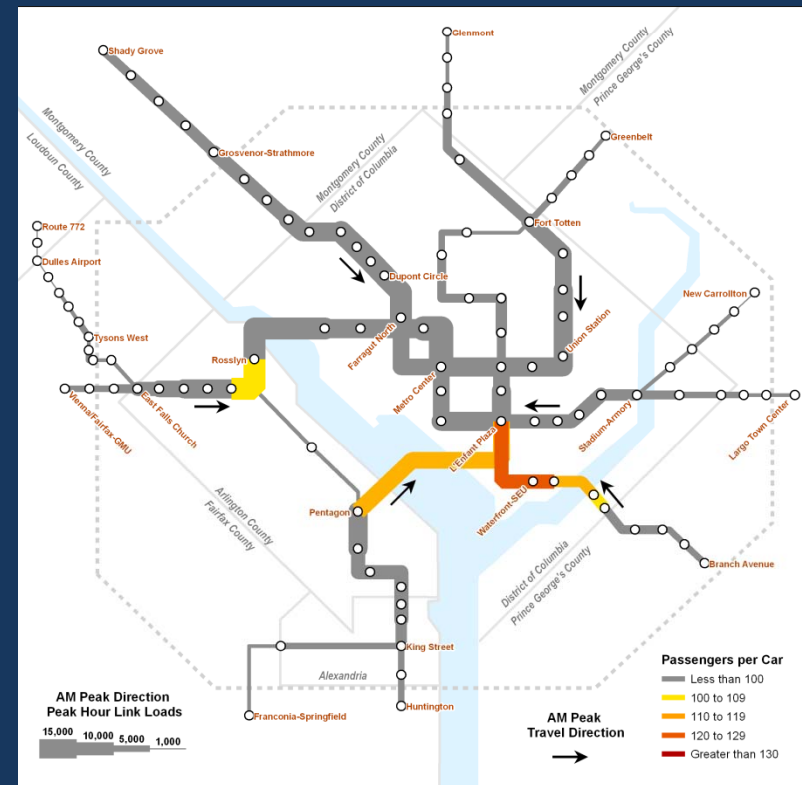 Glenmont
Shady Grove
Montgomery County
Prince George's County
Montgomery County
Loudoun County
Greenbelt
Grosvenor-Strathmore
Montgomery County
District of Columbia
Route 772
Fort Totten
Dulles Airport
Dupont Circle
New Carrollton
Tysons West
Farragut North
Union Station
Rosslyn
Metro Center
Vienna/Fairfax-GMU
East Falls Church
Stadium-Armory
Largo Town Center
L'Enfant Plaza
Waterfront-SEU
Arlington County
Fairfax County
Pentagon
District of Columbia
Prince George's County
Branch Avenue
King Street
Alexandria
Huntington
Franconia-Springfield
AM Peak Direction
Peak Hour Link Loads
15,000 10,000 5,000 1,000
AM Peak
Travel Direction
Passengers per Car
Less than 100
100 to 109
110 to 119
120 to 129
Greater than 130